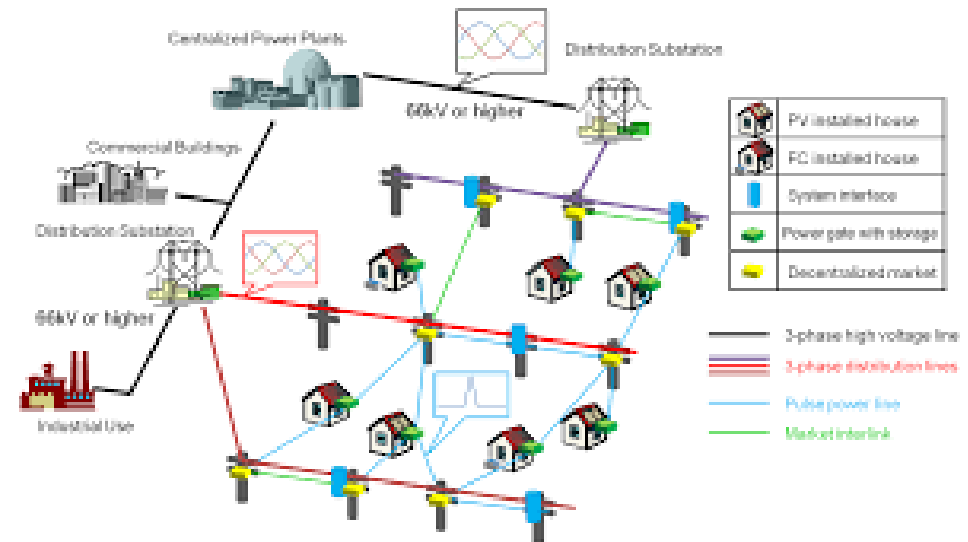 Centralized Power Plants
Distribution Substation
66kV or higher
Commercial Buildings
Distribution Substation
66kV or higher
Industrial Use
PV installed house
FC installed house
System interface
Power gate with storage
Decentralized market
3-phase high voltage line
3-phase distribution lines
Pulse power line
Market interlink